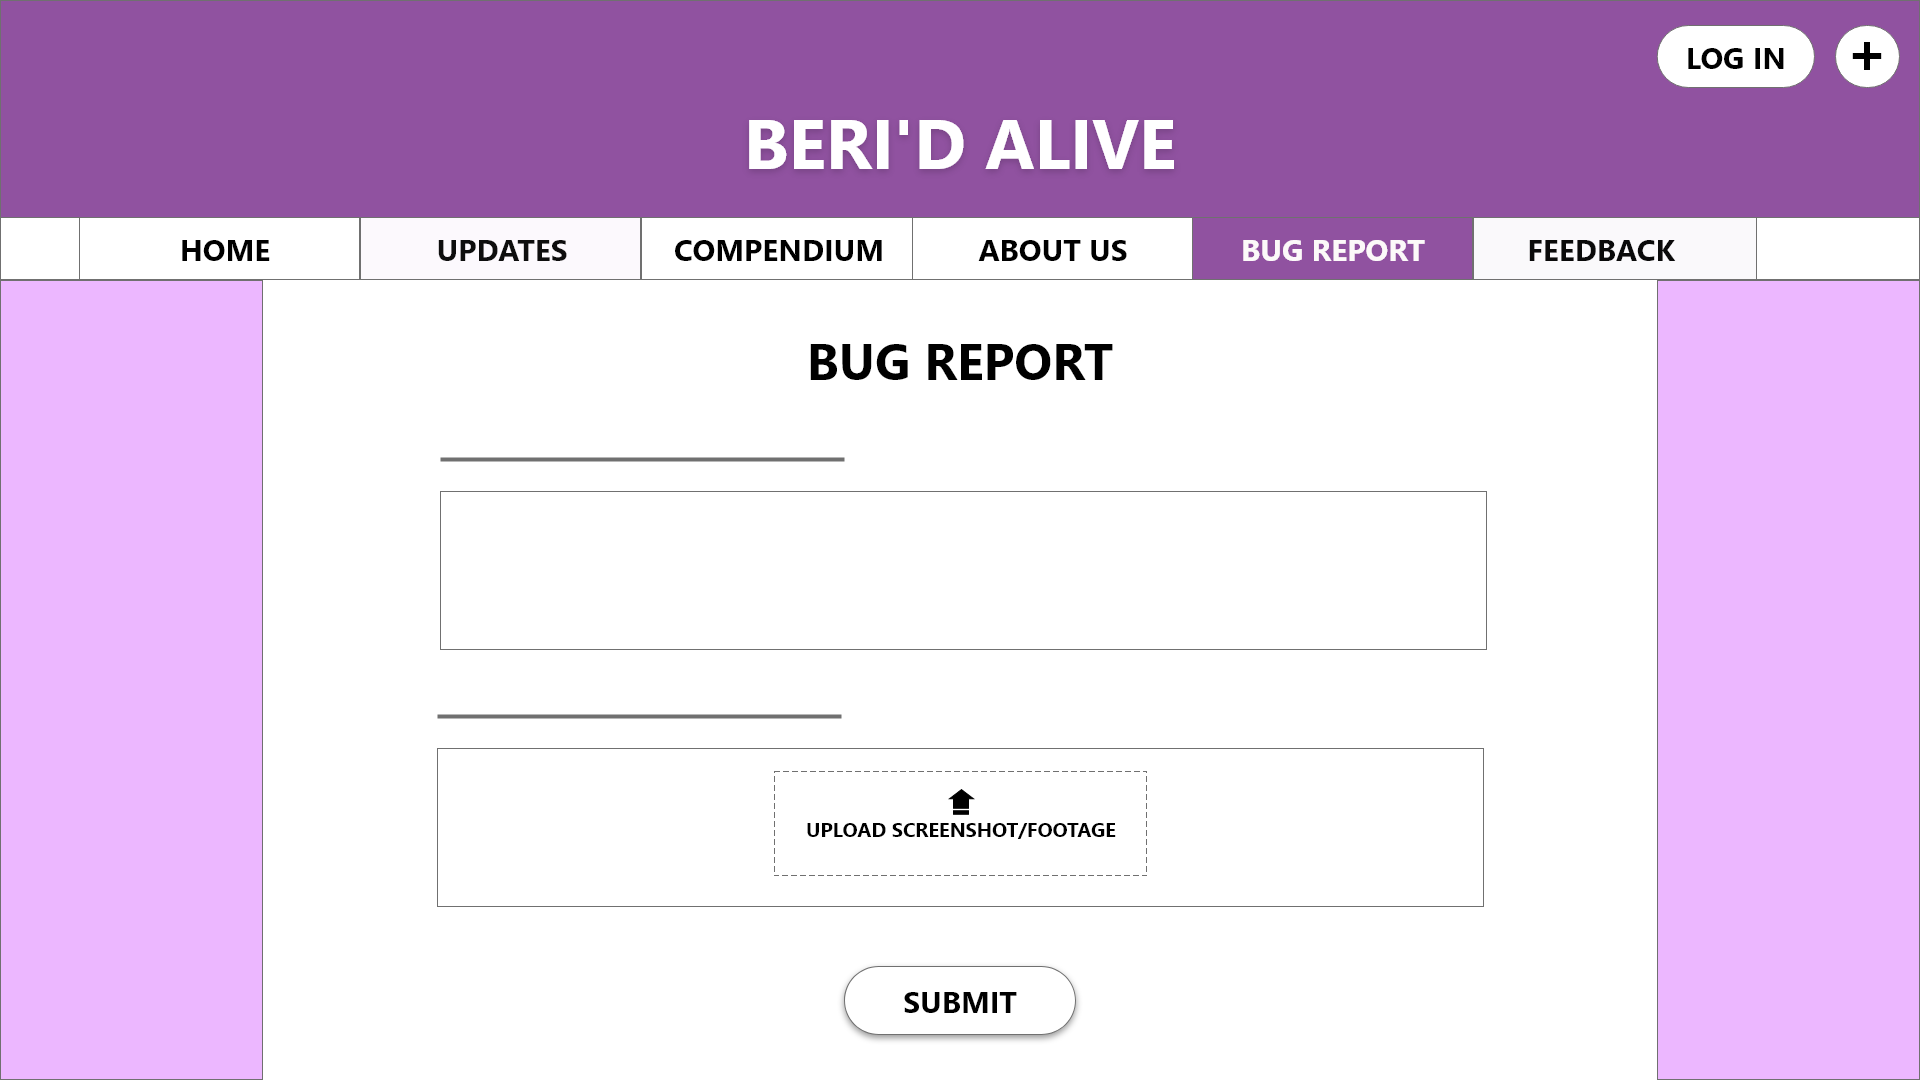 LOG IN +
BERI'D ALIVE
HOME UPDATES COMPENDIUM ABOUT US BUG REPORT FEEDBACK
BUG REPORT
UPLOAD SCREENSHOT/FOOTAGE
SUBMIT